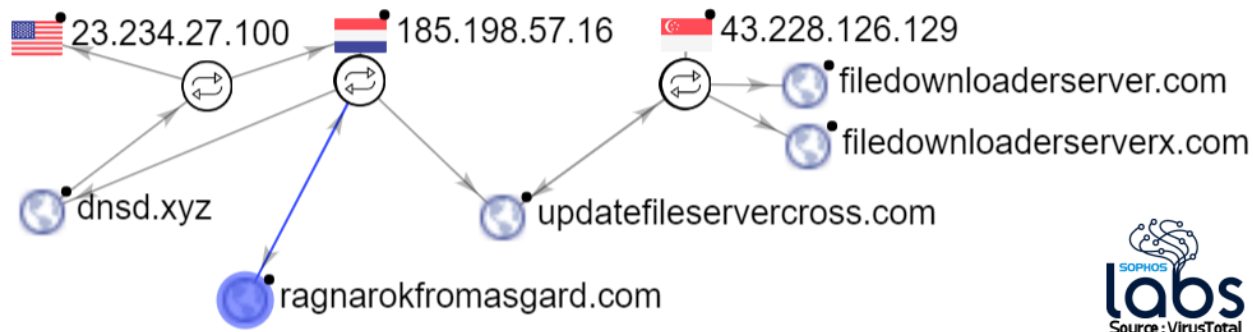 23.234.27.100
185.198.57.16
43.228.126.129
filedownloaderserver.com
filedownloaderserverx.com
dnsd.xyz
updatefileservercross.com
ragnarokfromasgard.com
SOPHOS
labs
Source : VirusTotal